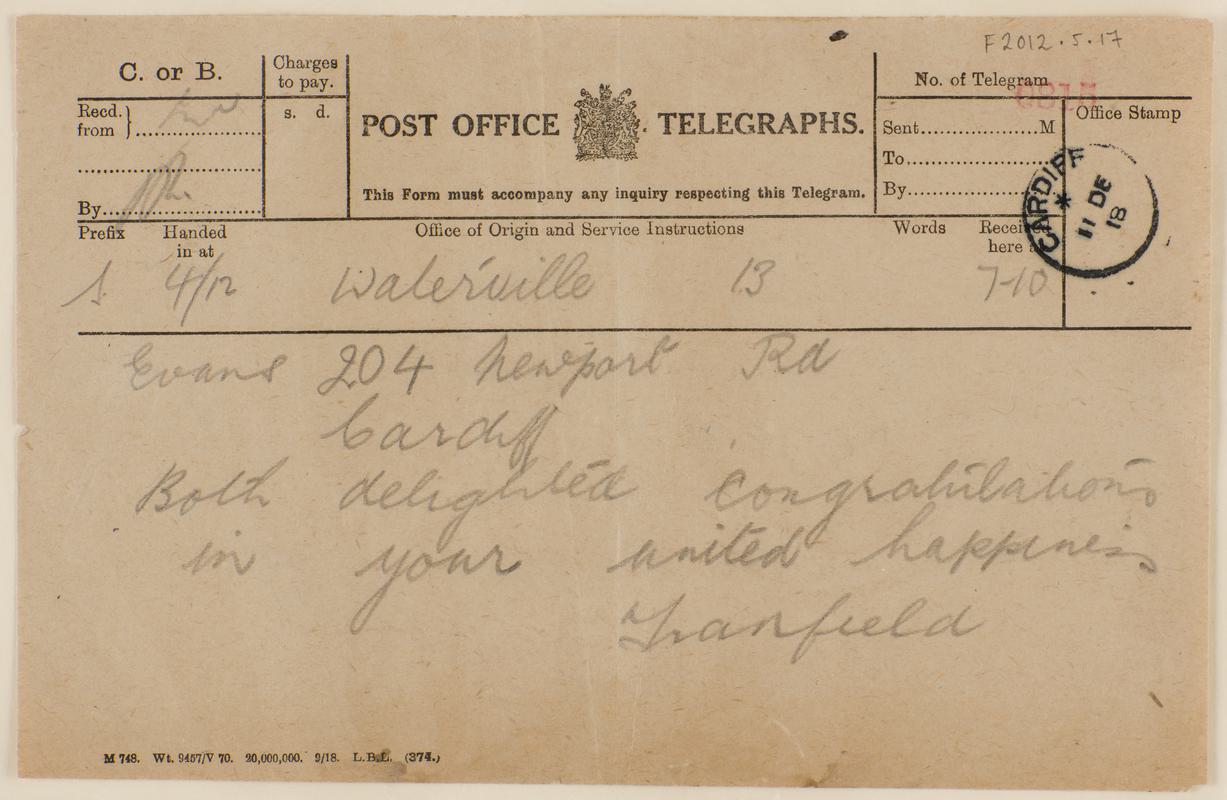 F2012.5.17
C. or B.
Charges to pay.
s. d.
Recd. from
By
POST OFFICE TELEGRAPHS.
This Form must accompany any inquiry respecting this Telegram.
No. of Telegram
Sent M
To
By
Office Stamp
CARDIFF
11 DE
18
Prefix Handed in at Office of Origin and Service Instructions Words Received here
S 4/12 Waterville 13 7-10
Evans 204 Newport Rd
Cardiff
Both delighted congratulations
in your united happiness
Tranfield
M 748. Wt. 9457/V 70. 20,000,000. 9/18. L.B.L. (374.)